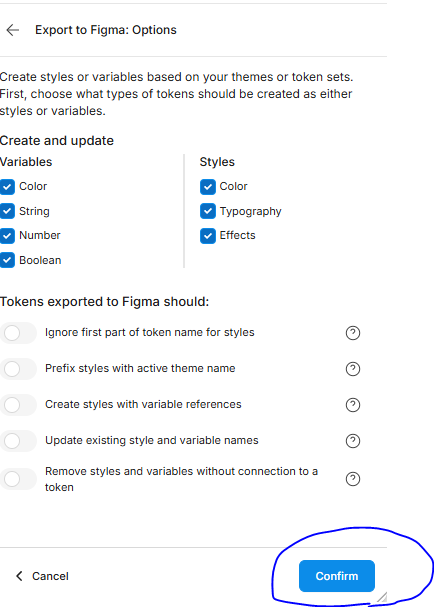 Export to Figma: Options
Create styles or variables based on your themes or token sets.
First, choose what types of tokens should be created as either
styles or variables.
Create and update
Variables
Color
String
Number
Boolean
Styles
Color
Typography
Effects
Tokens exported to Figma should:
Ignore first part of token name for styles
Prefix styles with active theme name
Create styles with variable references
Update existing style and variable names
Remove styles and variables without connection to a
token
Cancel
Confirm